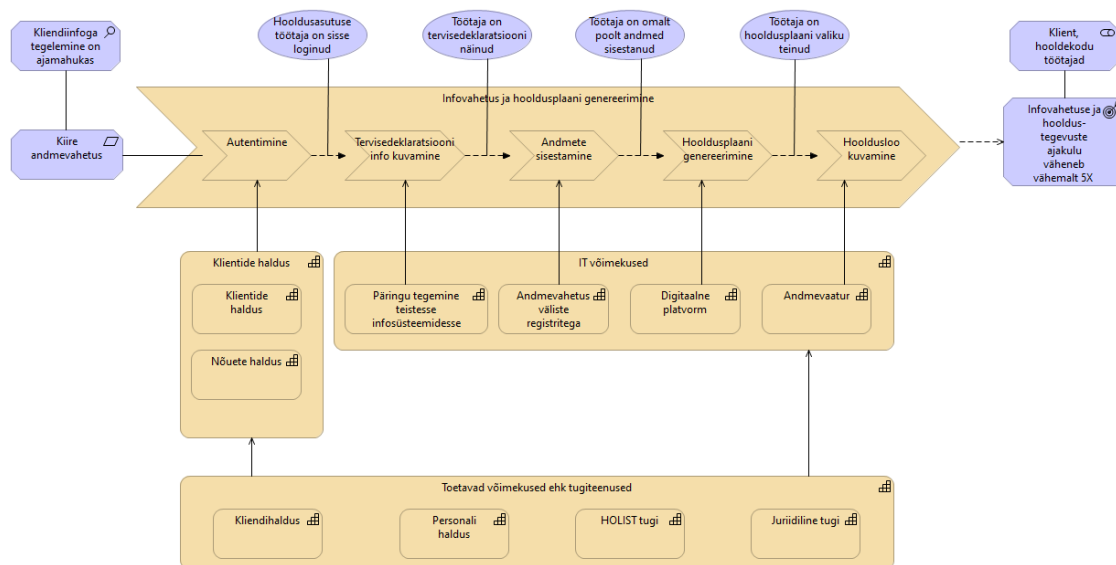 Kliendiinfoga
tegelemine on
ajamahukas
Hooldusasutuse
töötaja on sisse
loginud
Töötaja on
tervisedeklaratsiooni
näinud
Töötaja on omalt
poolt andmed
sisestanud
Töötaja on
hooldusplaani valiku
teinud
Klient,
hooldekodu
töötajad
Infovahetus ja hooldusplaani genereerimine
Kiire
andmevahetus
Autentimine
Tervisedeklaratsiooni
info kuvamine
Andmete
sisestamine
Hooldusplaani
genereerimine
Hooldusloo
kuvamine
Infovahetuse ja
hooldus-
tegevuste
ajakulu
väheneb
vähemalt 5X
Klientide haldus
Klientide
haldus
Nõuete haldus
IT võimekused
Päringu tegemine
teistesse
infosüsteemidesse
Andmevahetus
väliste
registritega
Digitaalne
platvorm
Andmevaatur
Toetavad võimekused ehk tugiteenused
Kliendihaldus
Personali
haldus
HOLIST tugi
Juriidiline tugi